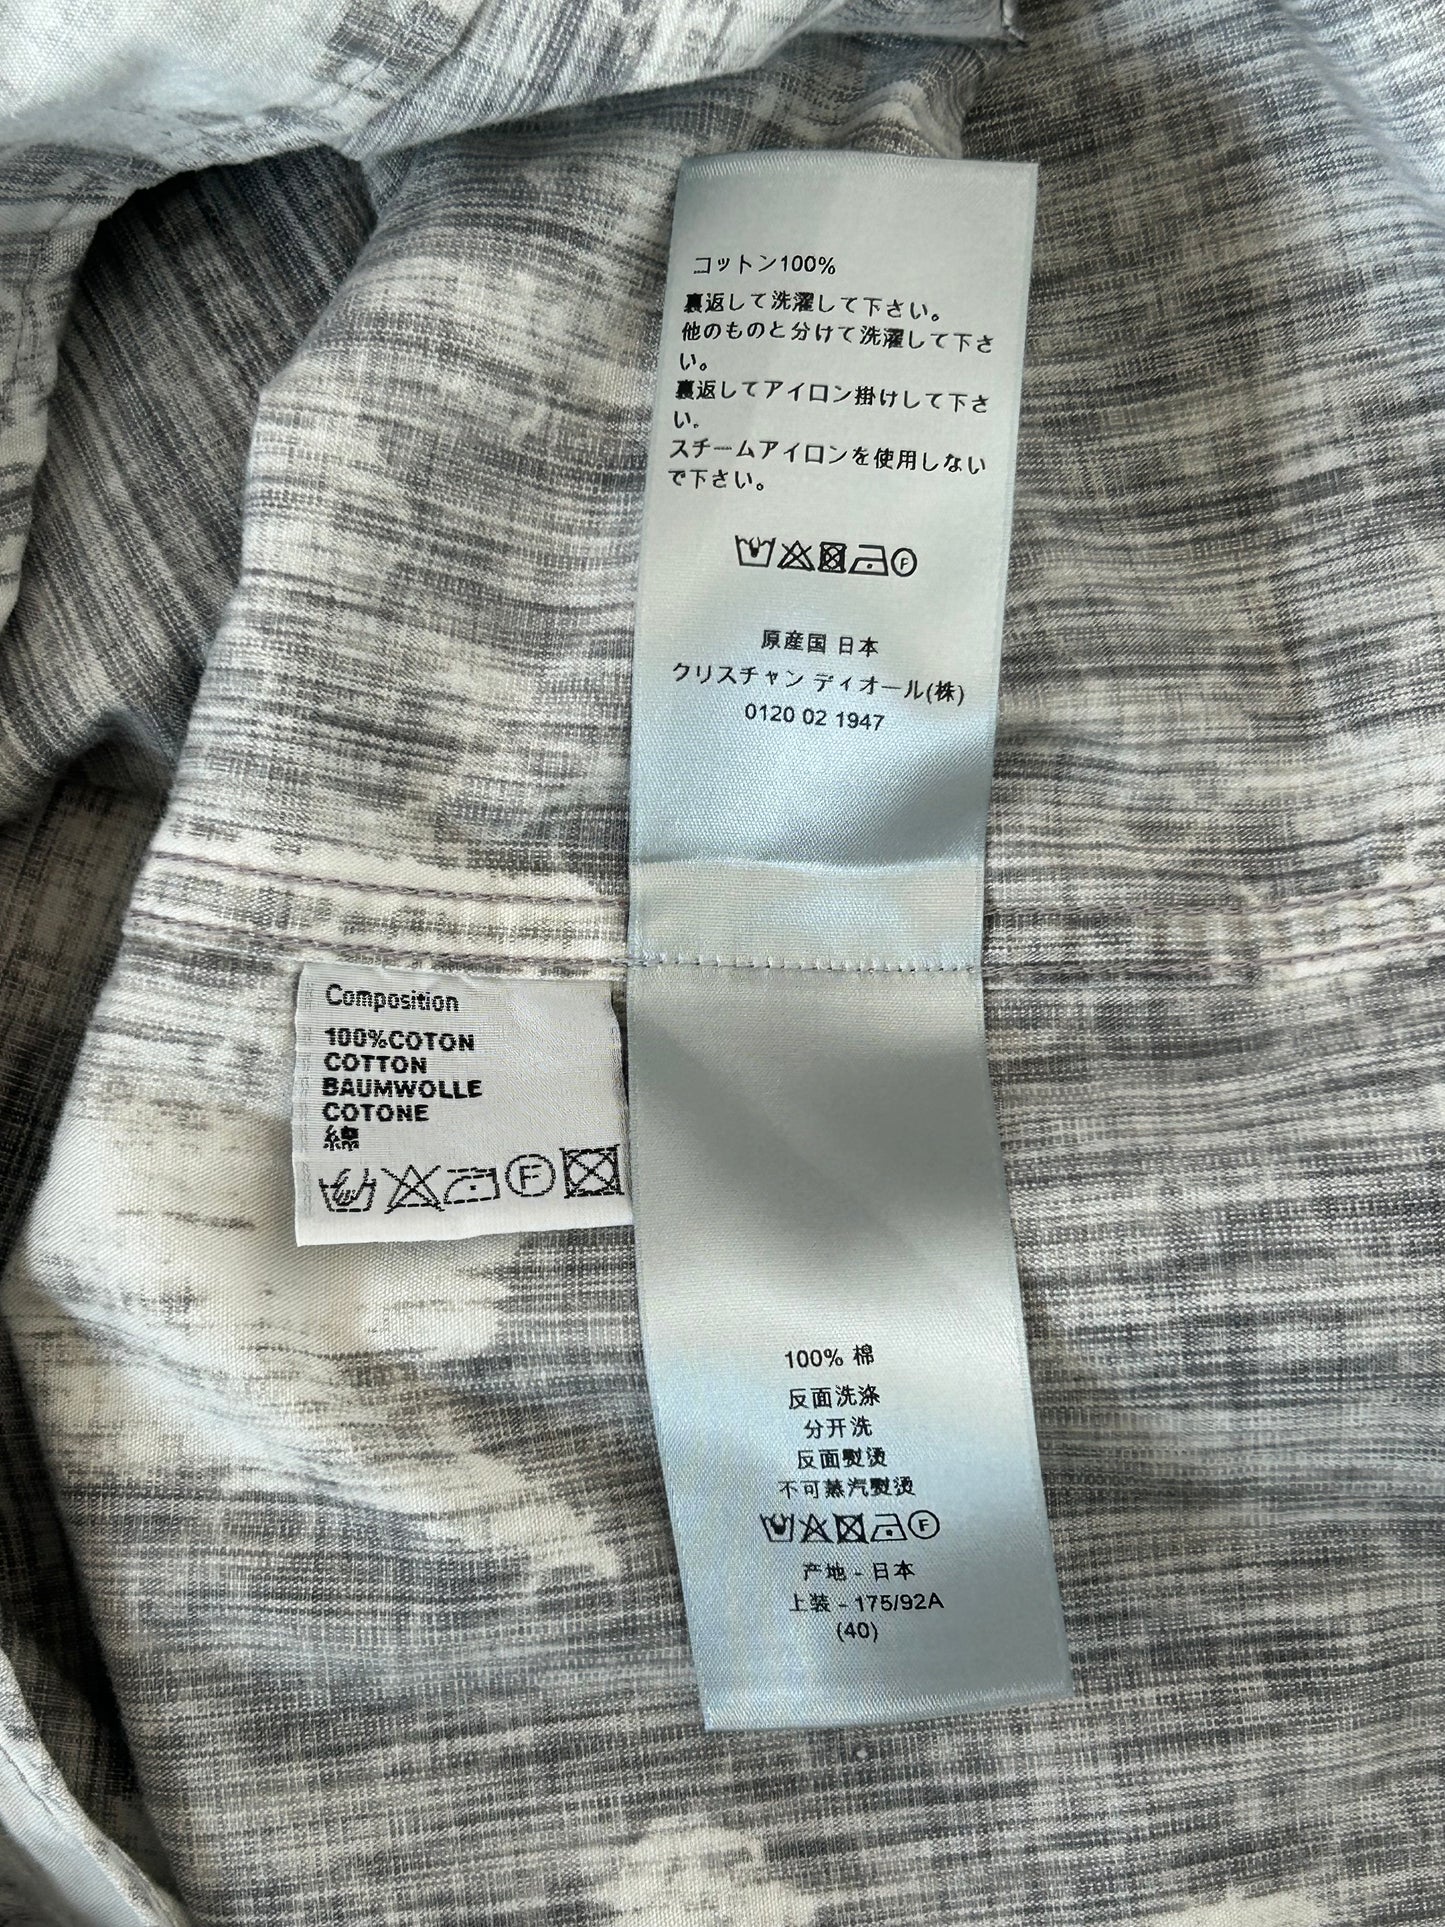 コットン100%
裏返して洗濯して下さい。
他のものと分けて洗濯して下さ
い。
裏返してアイロン掛けして下さ
い。
スチームアイロンを使用しない
で下さい。
F
原産国 日本
クリスチャン ディオール(株)
0120 02 1947
Composition
100%COTON
COTTON
BAUMWOLLE
COTONE
綿
F
100% 棉
反面洗涤
分开洗
反面熨烫
不可蒸汽熨烫
F
产地 - 日本
上装 - 175/92A
(40)